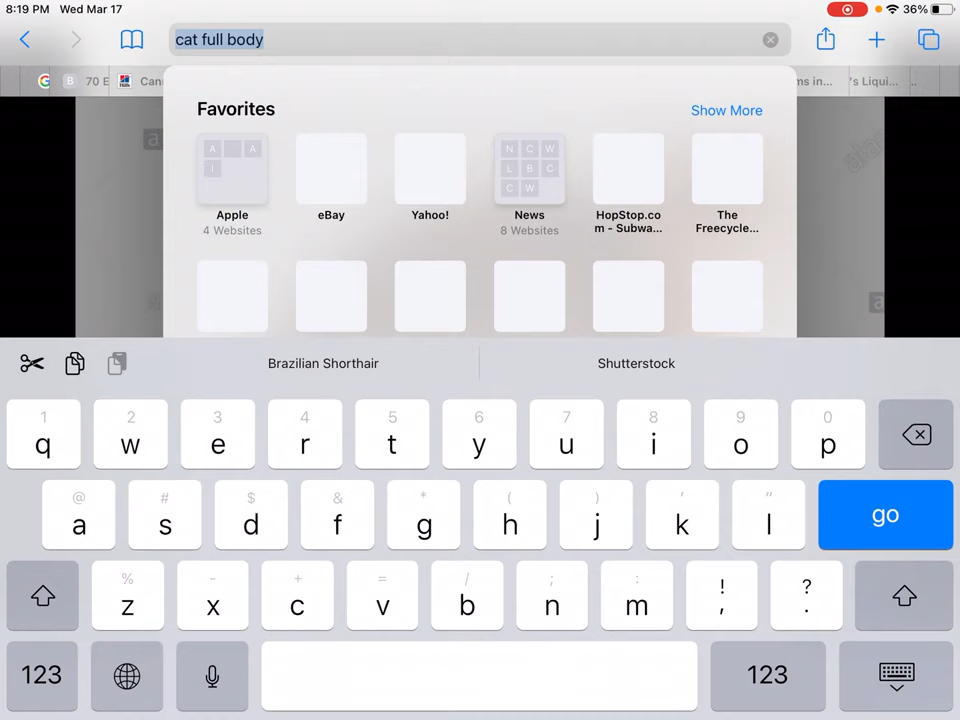 8:19 PM Wed Mar 17
36%
cat full body
G
B 70 E
Can
ms in...
's Liqui...
..
Favorites
Show More
A A
I
N C W
L B C
C W
Apple
4 Websites
eBay
Yahoo!
News
8 Websites
HopStop.co
m - Subwa...
The
Freecycle...
a
a
Brazilian Shorthair
Shutterstock
1 2 3 4 5 6 7 8 9 0
q w e r t y u i o p
@ # $ & * ( ) ' "
a s d f g h j k l go
% - + = / ; : ! ?
z x c v b n m , .
123 123